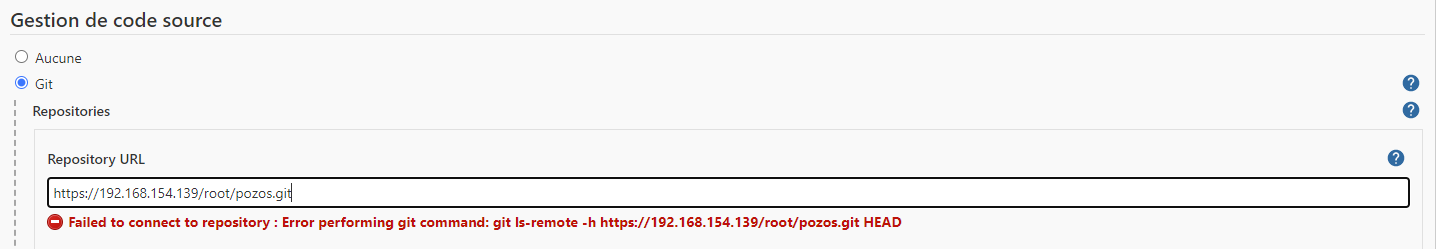 Gestion de code source
Aucune
Git
?
Repositories
?
Repository URL
?
https://192.168.154.139/root/pozos.git
Failed to connect to repository : Error performing git command: git ls-remote -h https://192.168.154.139/root/pozos.git HEAD